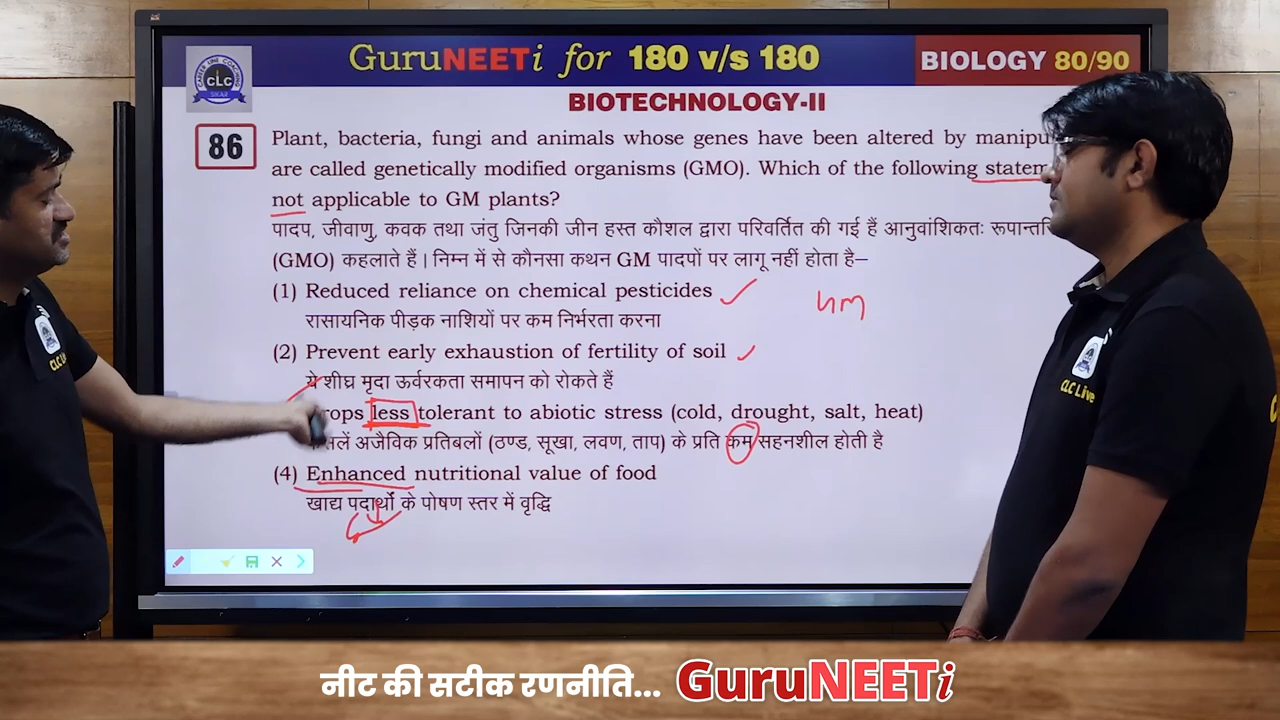 GuruNEETi for 180 v/s 180
BIOLOGY 80/90
CLC
SIKAR
BIOTECHNOLOGY-II
86
Plant, bacteria, fungi and animals whose genes have been altered by
are called genetically modified organisms (GMO). Which of the following
not applicable to GM plants?
पादप, जीवाणु, कवक तथा जंतु जिनकी जीन हस्त कौशल द्वारा परिवर्तित की गई हैं आनुवांशिकतः
(GMO) कहलाते हैं। निम्न में से कौनसा कथन GM पादपों पर लागू नहीं होता है–
(1) Reduced reliance on chemical pesticides
रासायनिक पीड़क नाशियों पर कम निर्भरता करना
(2) Prevent early exhaustion of fertility of soil
ये शीघ्र मृदा ऊर्वरकता समापन को रोकते हैं
less tolerant to abiotic stress (cold, drought, salt, heat)
अजैविक प्रतिबलों (ठण्ड, सूखा, लवण, ताप) के प्रति कम सहनशील होती है
(4) Enhanced nutritional value of food
खाद्य पदार्थों के पोषण स्तर में वृद्धि
CLC Live
नीट की सटीक रणनीति... GuruNEETi